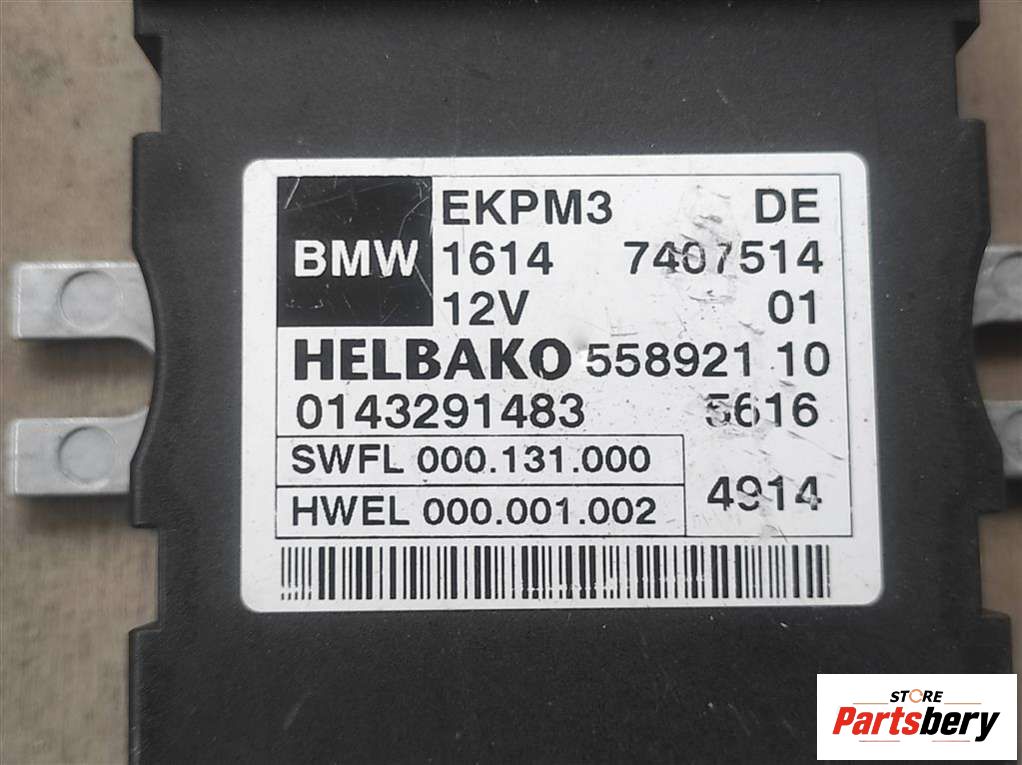 BMW
EKPM3 DE
1614 7407514
12V 01
HELBAKO 558921 10
0143291483 5616
SWFL 000.131.000
HWEL 000.001.002
4914
STORE
Partsbery